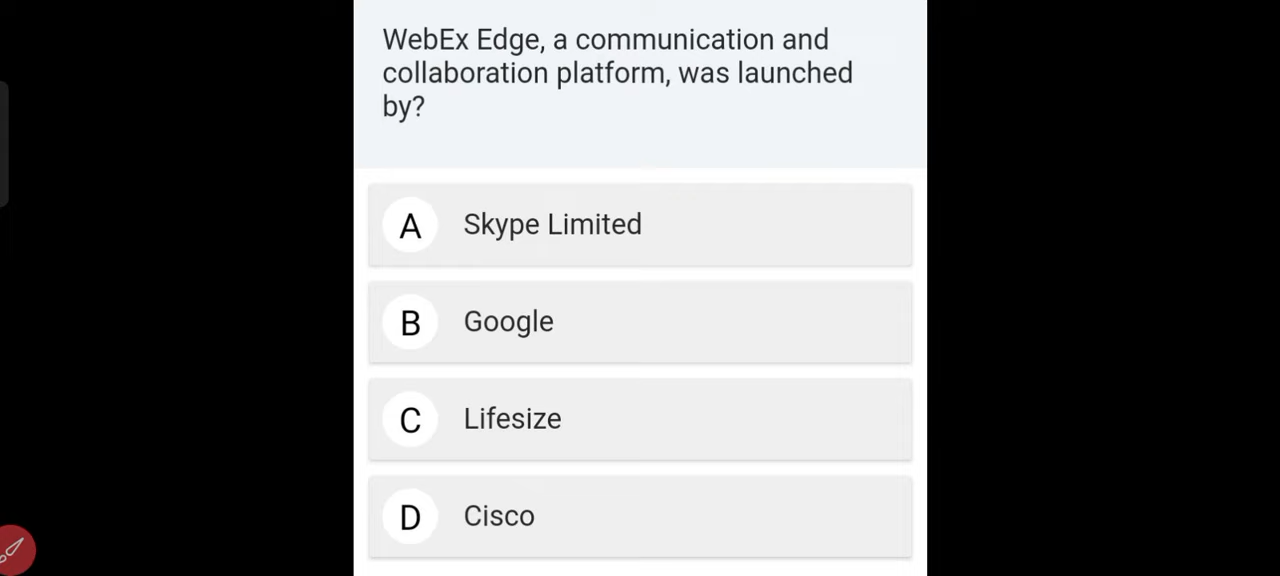 WebEx Edge, a communication and
collaboration platform, was launched
by?
A Skype Limited
B Google
C Lifesize
D Cisco